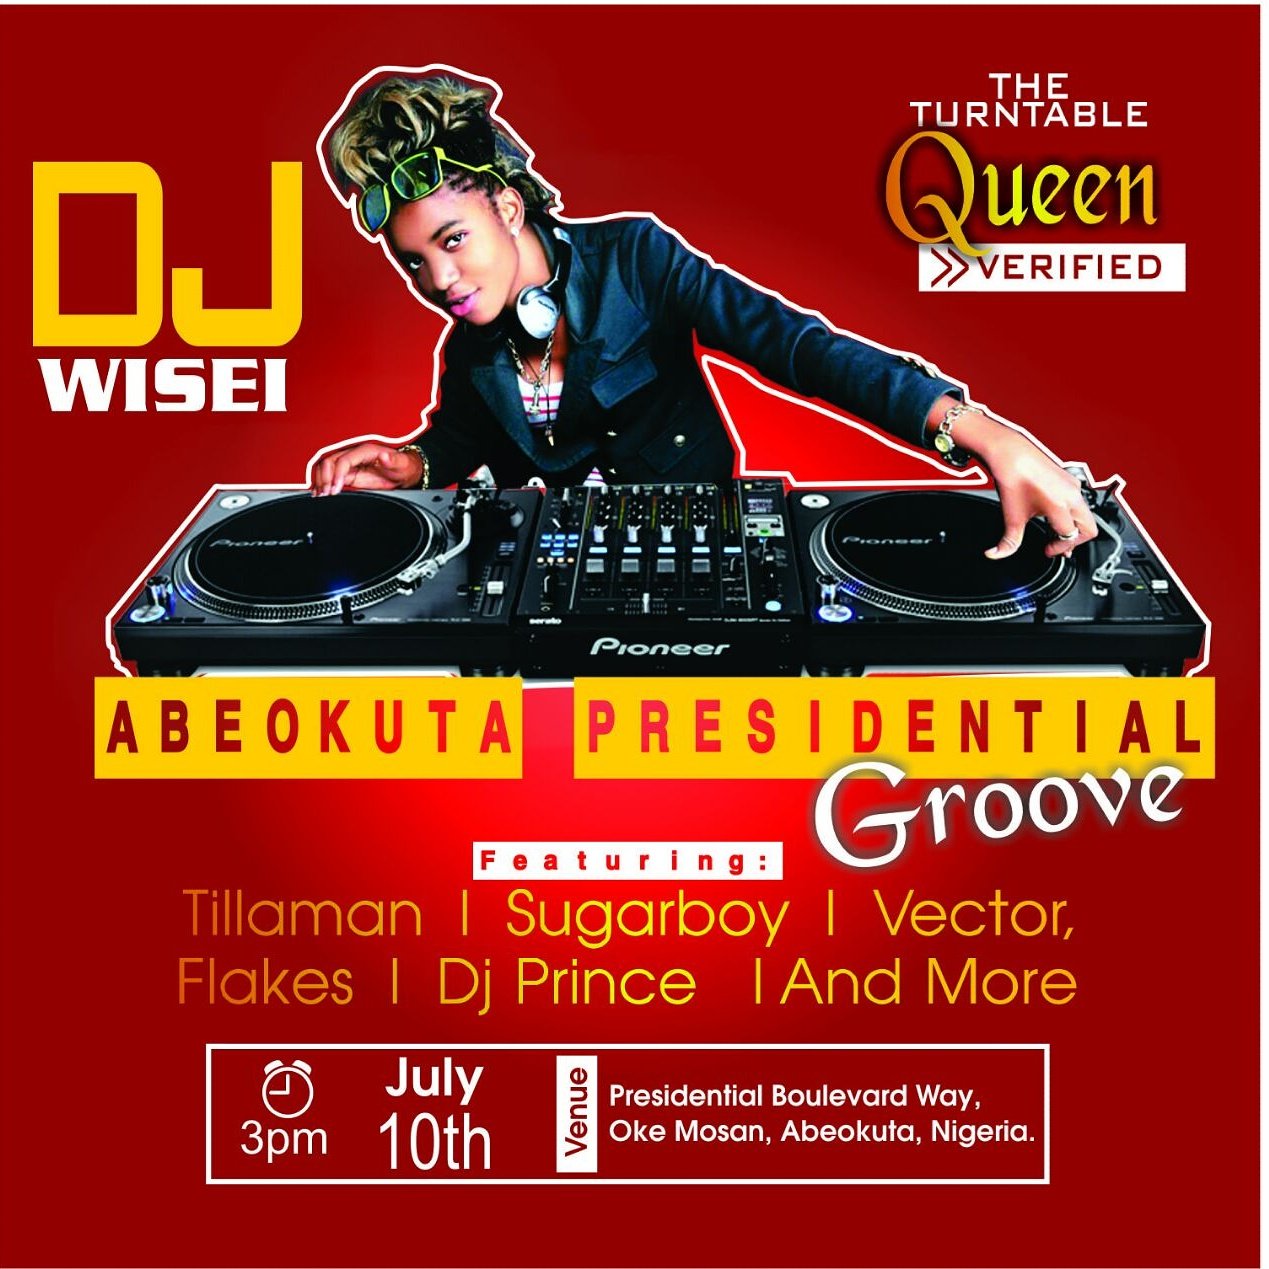 DJ
WISEI
THE
TURNTABLE
Queen
VERIFIED
Pioneer
Pioneer
serato
Pioneer
ABEOKUTA PRESIDENTIAL
Groove
Featuring:
Tillaman | Sugarboy | Vector,
Flakes | Dj Prince | And More
3pm
July
10th
Venue
Presidential Boulevard Way,
Oke Mosan, Abeokuta, Nigeria.